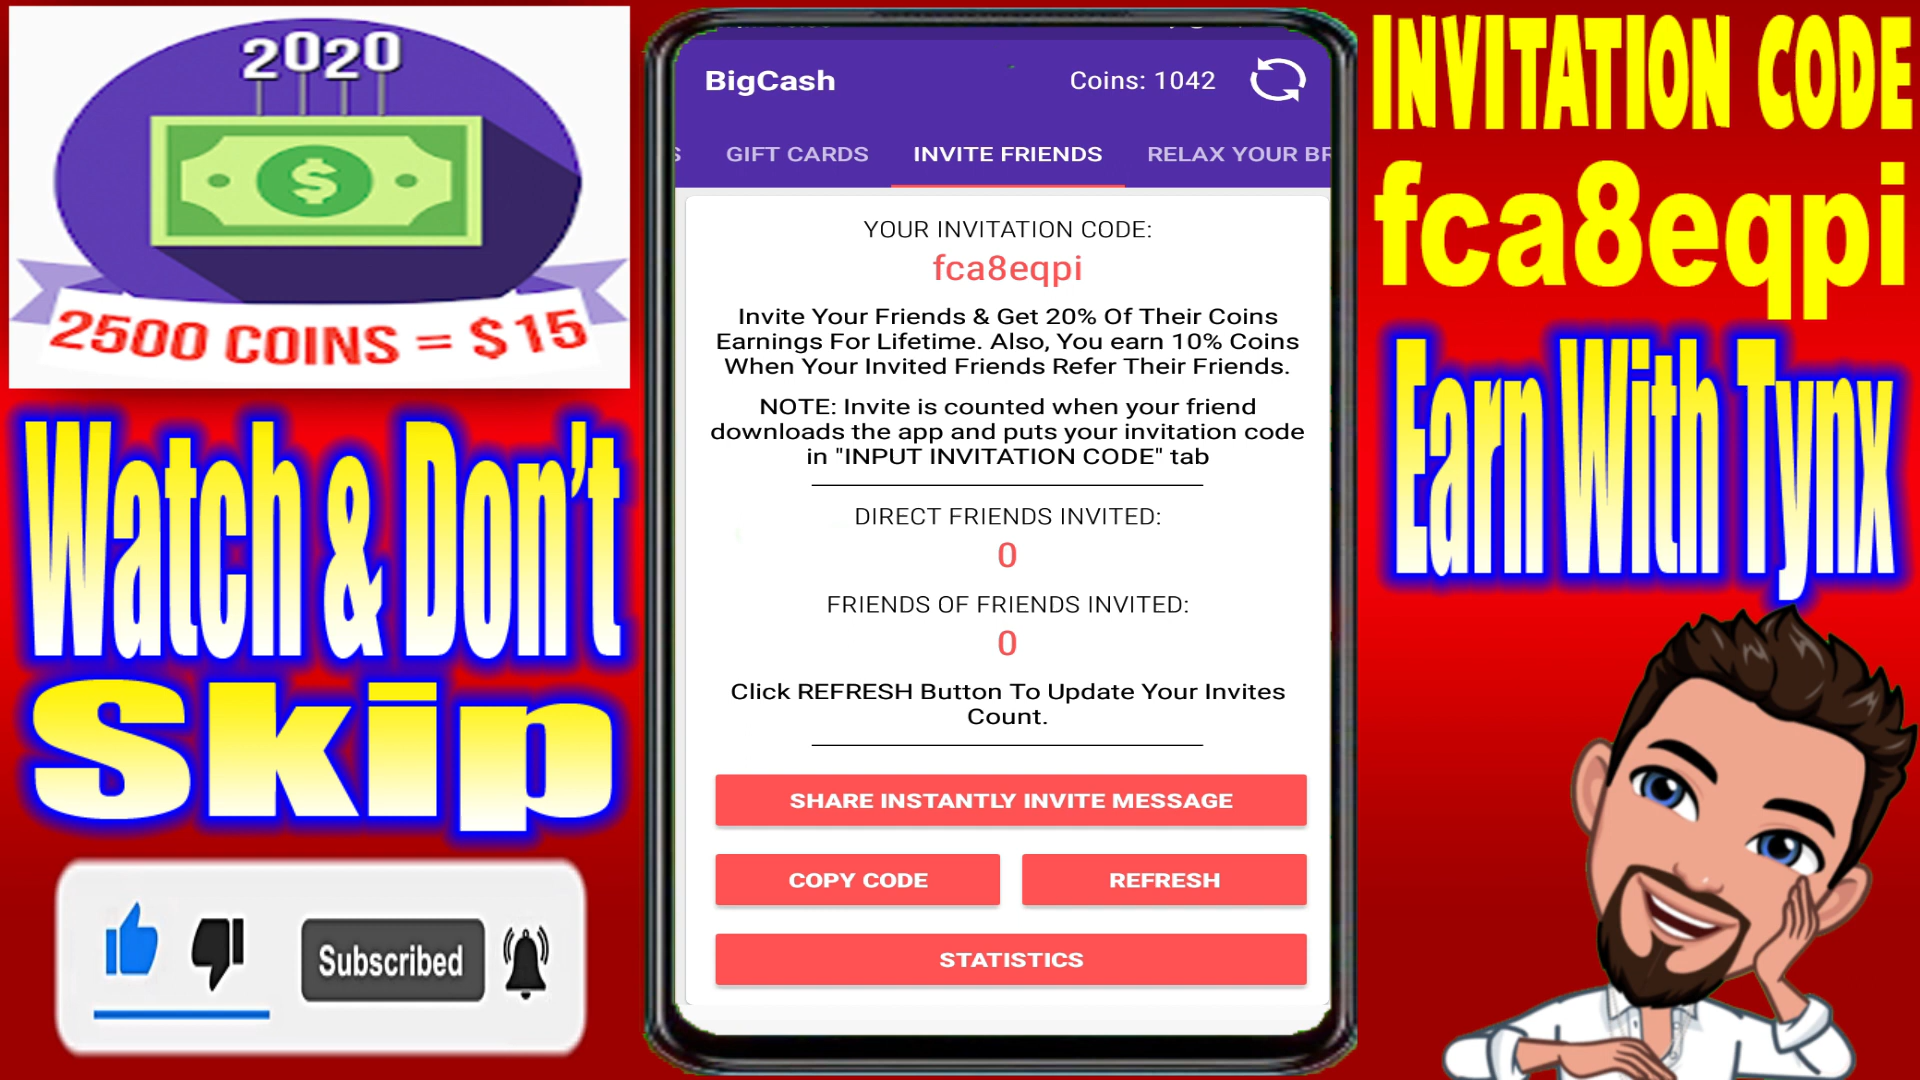 2020
$
2500 COINS = $15
Watch & Don't
Skip
Subscribed
BigCash
Coins: 1042
GIFT CARDS
INVITE FRIENDS
RELAX YOUR
YOUR INVITATION CODE:
fca8eqpi
Invite Your Friends & Get 20% Of Their Coins
Earnings For Lifetime. Also, You earn 10% Coins
When Your Invited Friends Refer Their Friends.
NOTE: Invite is counted when your friend
downloads the app and puts your invitation code
in "INPUT INVITATION CODE" tab
DIRECT FRIENDS INVITED:
0
FRIENDS OF FRIENDS INVITED:
0
Click REFRESH Button To Update Your Invites
Count.
SHARE INSTANTLY INVITE MESSAGE
COPY CODE
REFRESH
STATISTICS
INVITATION CODE
fca8eqpi
Earn With Tynx